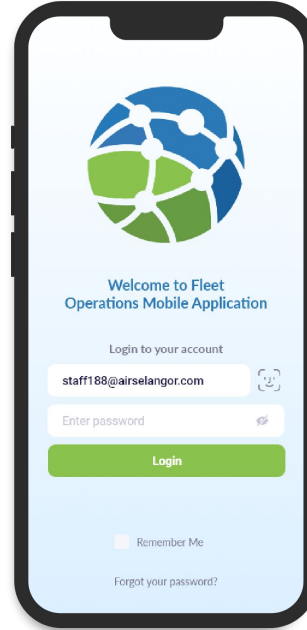 Welcome to Fleet
Operations Mobile Application
Login to your account
staff188@airselangor.com
Enter password
Login
Remember Me
Forgot your password?